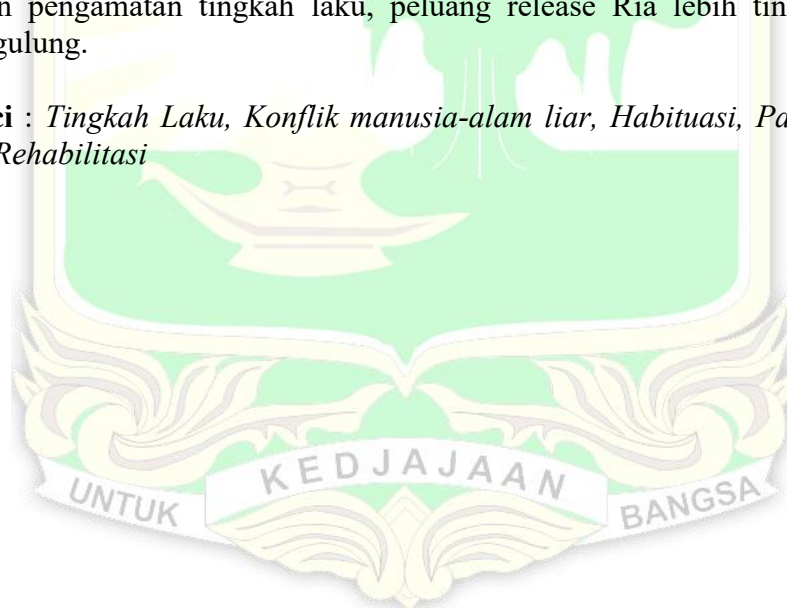 n pengamatan tingkah laku, peluang release Ria lebih tin
gulung.
ci : Tingkah Laku, Konflik manusia-alam liar, Habituasi, Pa
Rehabilitasi
UNTUK KEDJAJAAN BANGSA